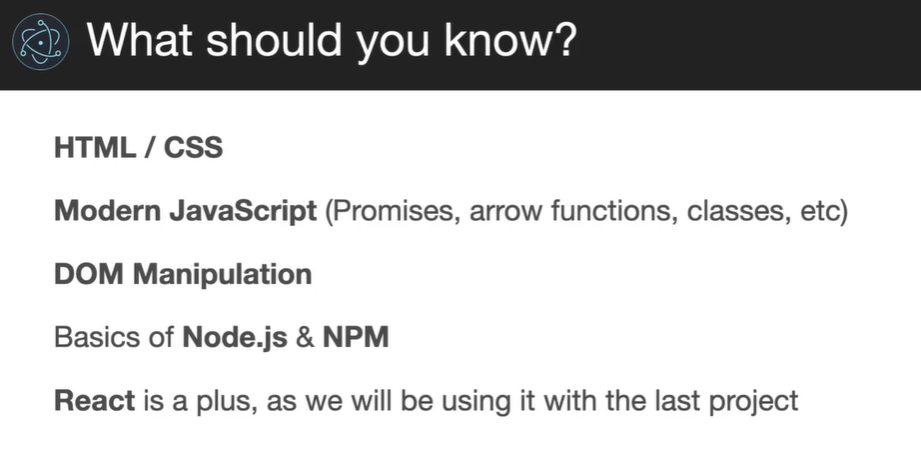 What should you know?
HTML / CSS
Modern JavaScript (Promises, arrow functions, classes, etc)
DOM Manipulation
Basics of Node.js & NPM
React is a plus, as we will be using it with the last project